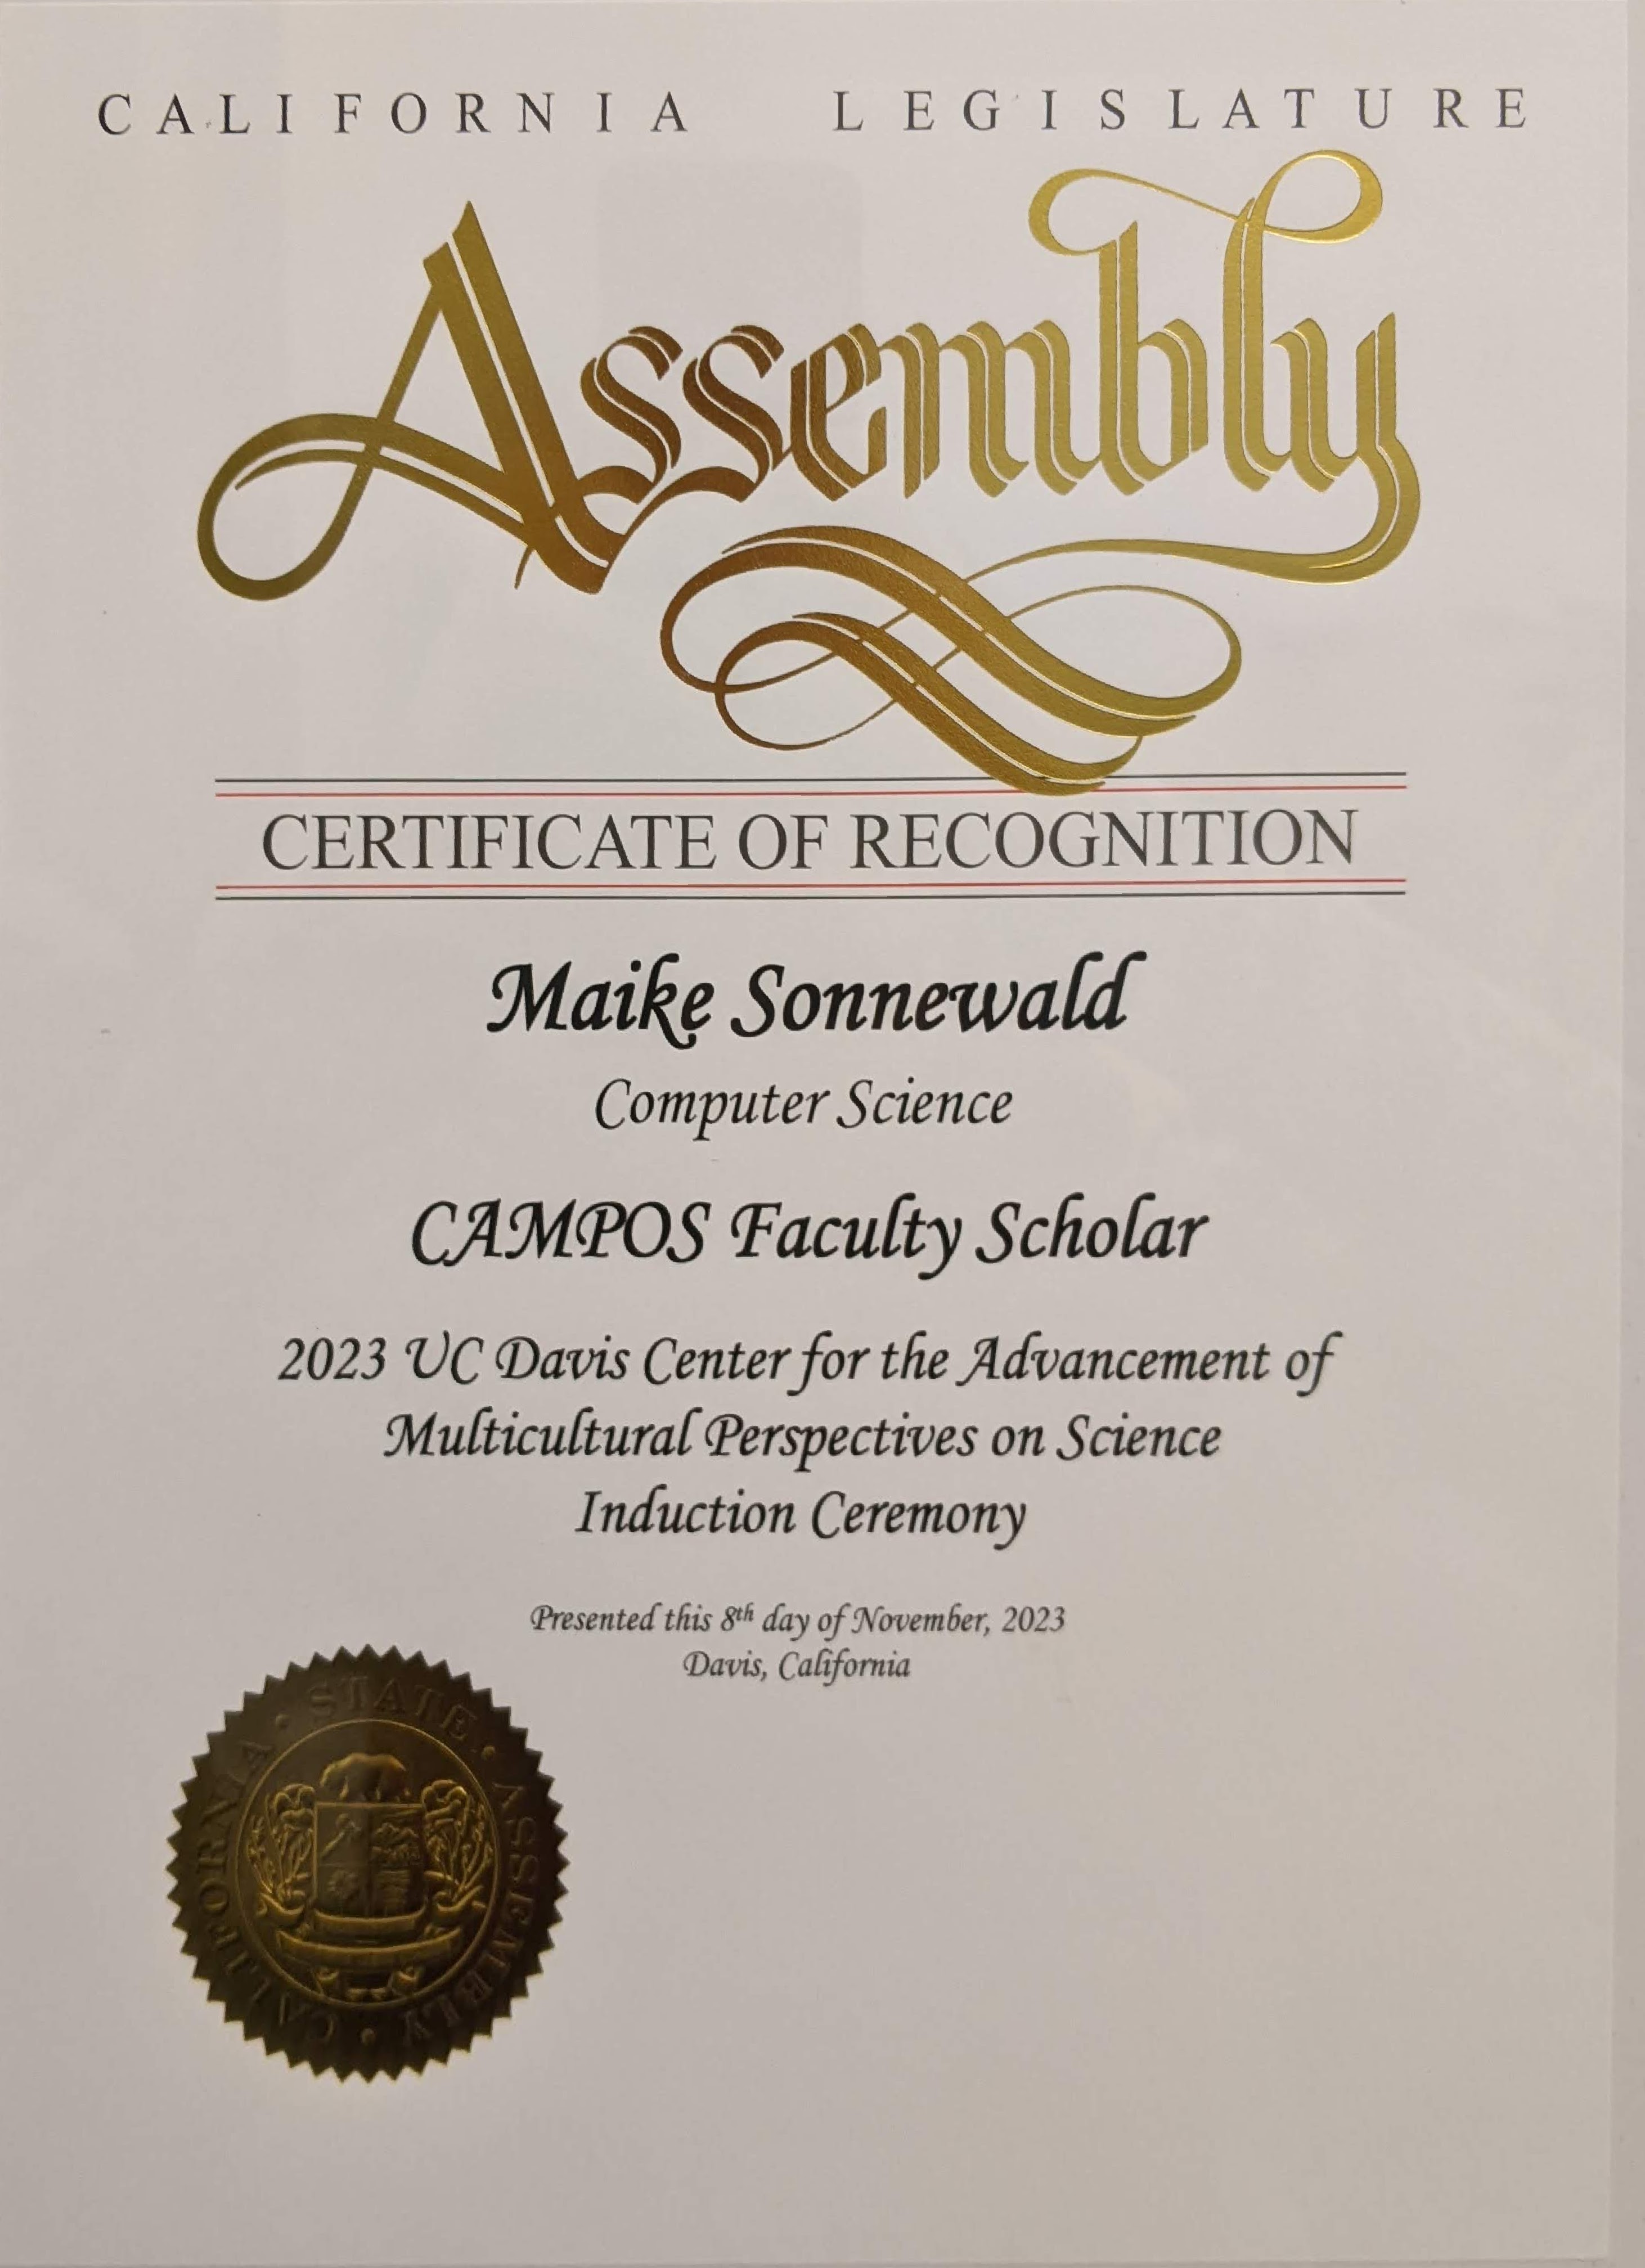 CALIFORNIA LEGISLATURE
Assembly
CERTIFICATE OF RECOGNITION
Maike Sonnewald
Computer Science
CAMPOS Faculty Scholar
2023 UC Davis Center for the Advancement of
Multicultural Perspectives on Science
Induction Ceremony
Presented this 8th day of November, 2023
Davis, California
CALIFORNIA • STATE • ASSEMBLY •